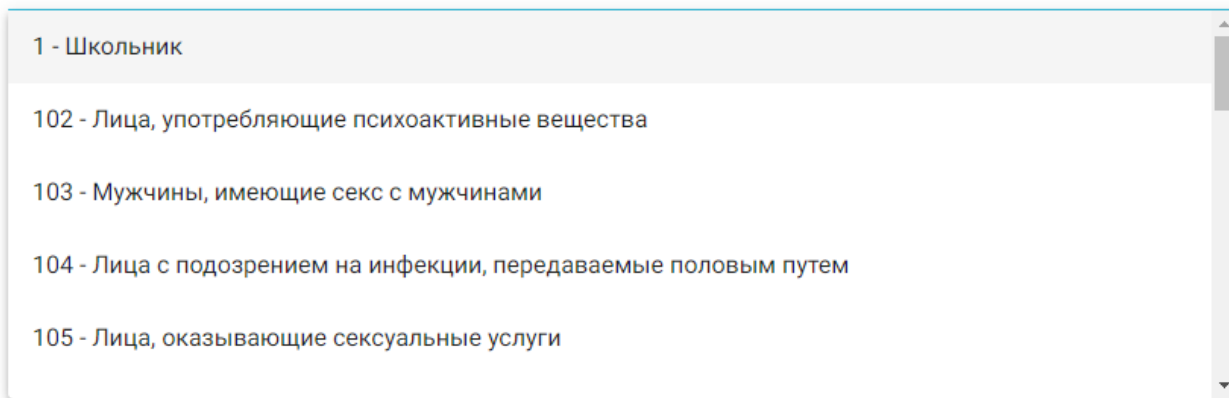 1 - Школьник
102 - Лица, употребляющие психоактивные вещества
103 - Мужчины, имеющие секс с мужчинами
104 - Лица с подозрением на инфекции, передаваемые половым путем
105 - Лица, оказывающие сексуальные услуги